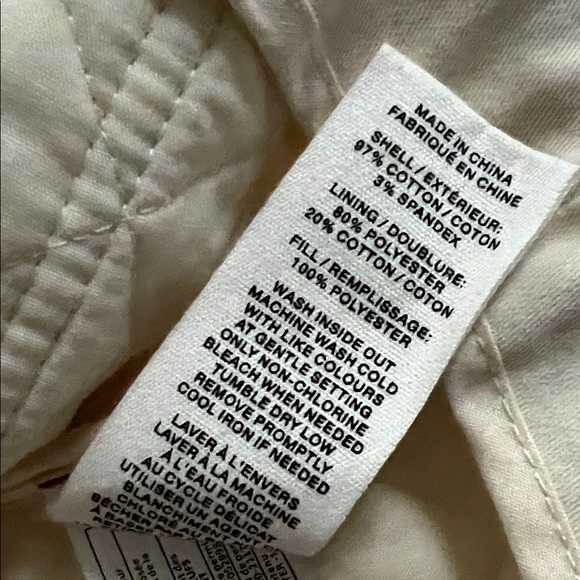 MADE IN CHINA
FABRIQUÉ EN CHINE
SHELL / EXTÉRIEUR:
97% COTTON / COTON
3% SPANDEX
LINING / DOUBLURE:
80% POLYESTER
20% COTTON / COTON
FILL / REMPLISSAGE:
100% POLYESTER
WASH INSIDE OUT
MACHINE WASH COLD
WITH LIKE COLOURS
AT GENTLE SETTING
ONLY NON-CHLORINE
BLEACH WHEN NEEDED
TUMBLE DRY LOW
REMOVE PROMPTLY
COOL IRON IF NEEDED
LAVER À L'ENVERS
LAVER À LA MACHINE
À L'EAU FROIDE
AU CYCLE DÉLICAT
UTILISER UN AGENT
BLANCHIMENT
CHLORE